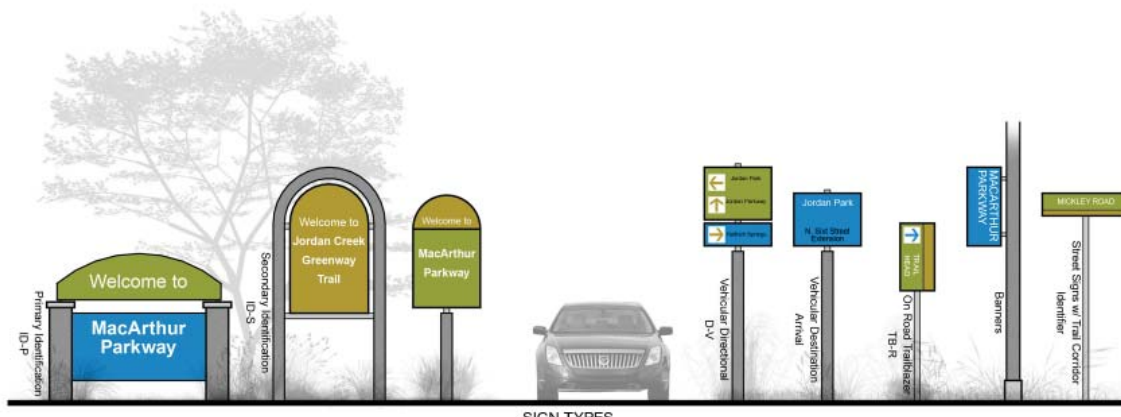 Welcome to
MacArthur
Parkway
Primary Identification
ID-P
Welcome to
Jordan Creek
Greenway
Trail
Secondary Identification
ID-S
Welcome to
MacArthur
Parkway
Jordan Park
Jordan Parkway
Vehicular Directional
D-V
Jordan Park
N. Sixt Street
Extension
Vehicular Destination
Arrival
TRAIL
HEAD
On Road Trailblazer
TB-R
MACARTHUR
PARKWAY
Banners
MICKLEY ROAD
Street Signs w/ Trail Corridor
Identifier
SIGN TYPES